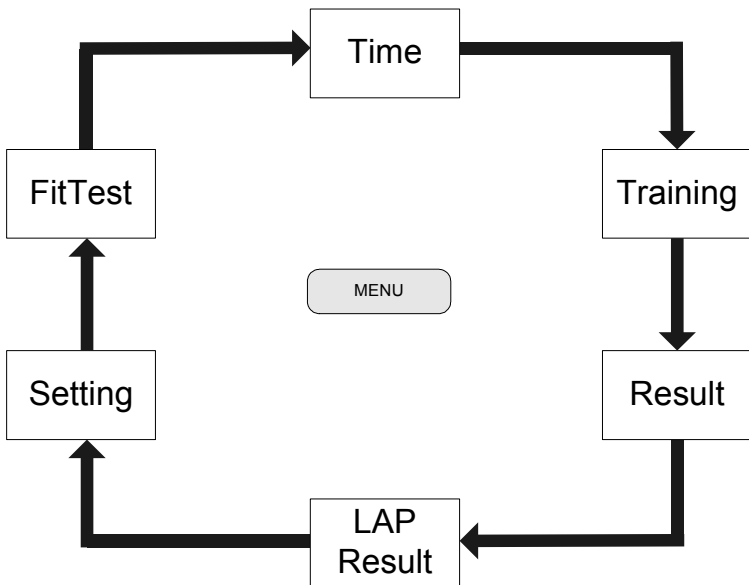 Time
FitTest
Training
MENU
Setting
Result
LAP
Result